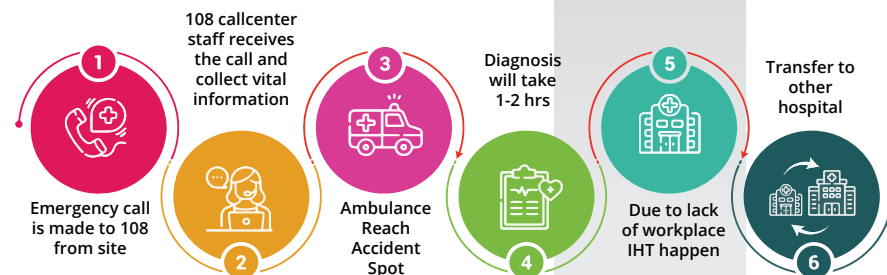 1
Emergency call
is made to 108
from site
108 callcenter
staff receives
the call and
collect vital
information
2
3
Ambulance
Reach
Accident
Spot
Diagnosis
will take
1-2 hrs
4
5
Due to lack
of workplace
IHT happen
Transfer to
other
hospital
6